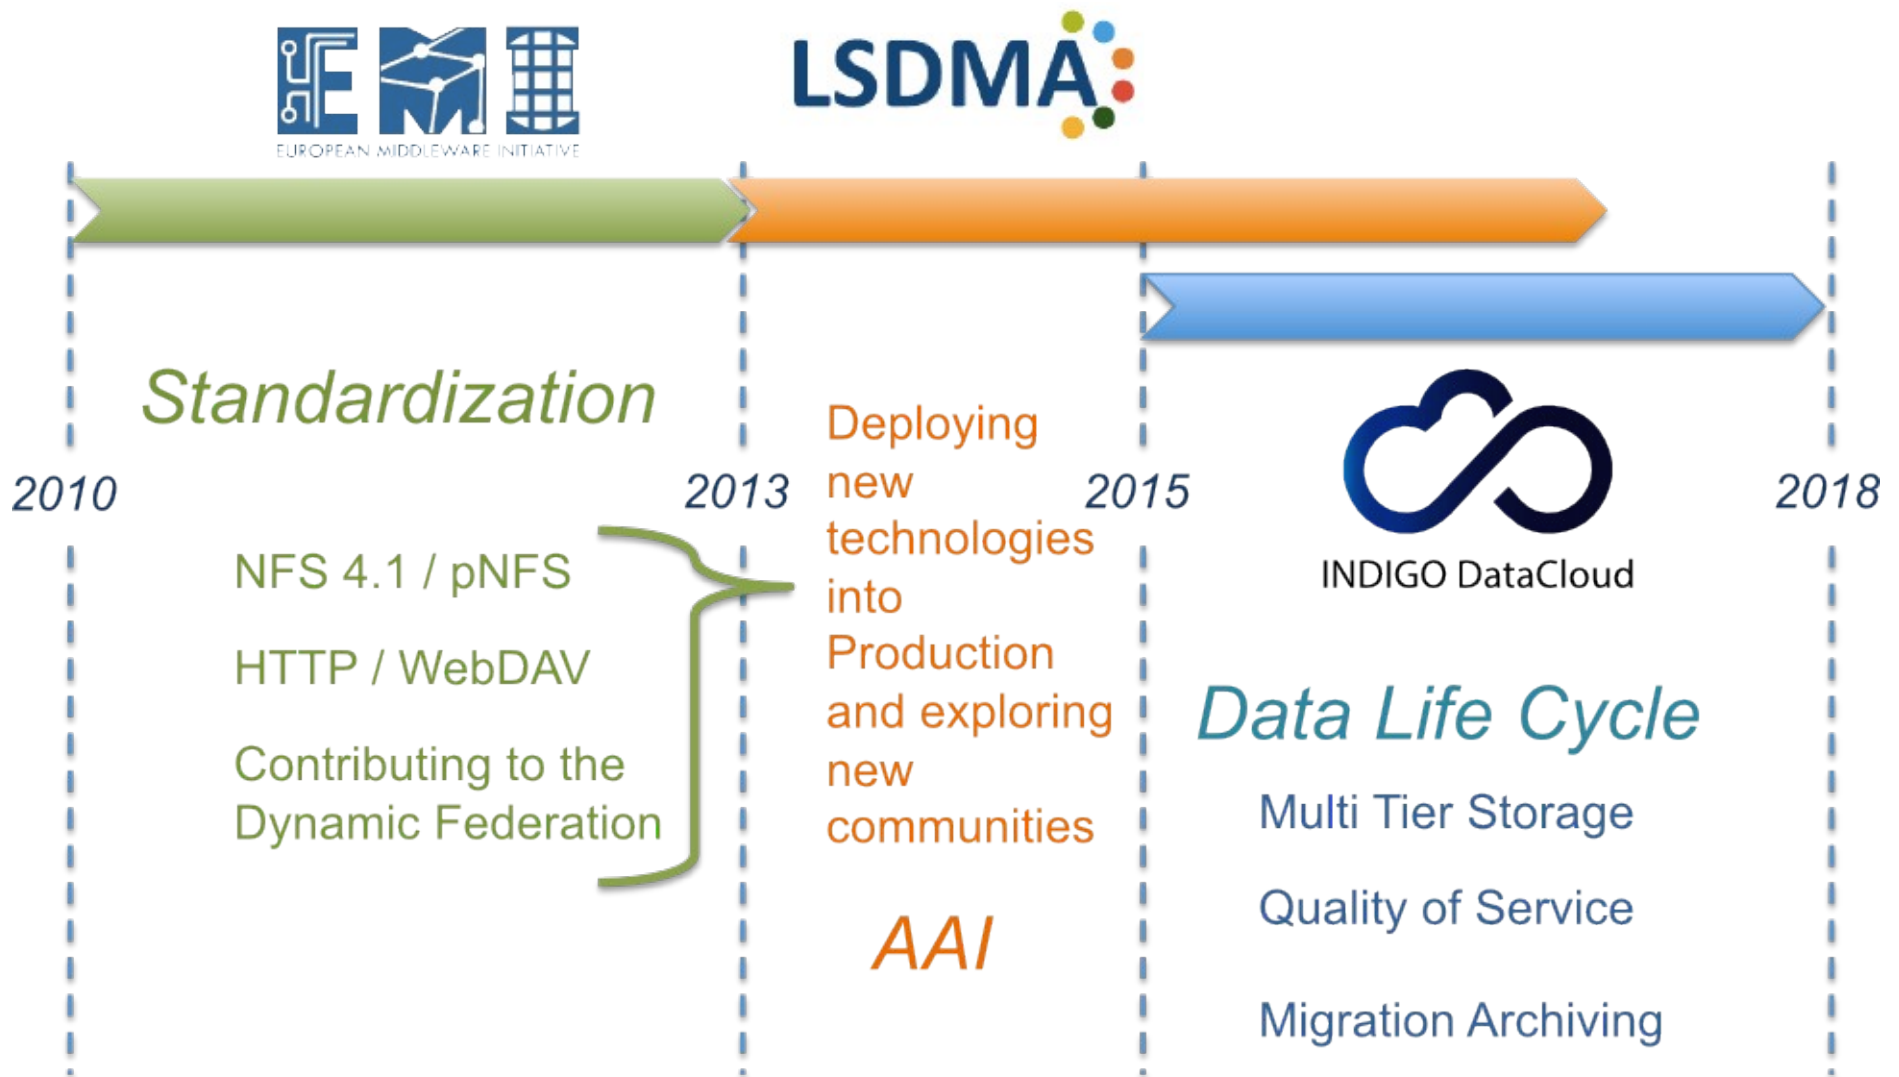 EMI
EUROPEAN MIDDLEWARE INITIATIVE
LSDMA
Standardization
2010
2013
2015
2018
NFS 4.1 / pNFS
HTTP / WebDAV
Contributing to the
Dynamic Federation
Deploying
new
technologies
into
Production
and exploring
new
communities
AAI
INDIGO DataCloud
Data Life Cycle
Multi Tier Storage
Quality of Service
Migration Archiving